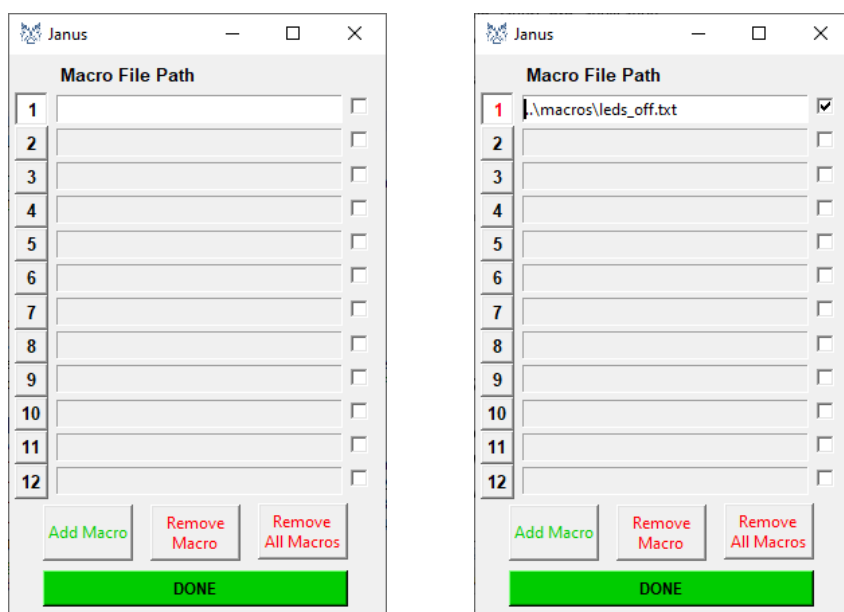 Janus
Macro File Path
1
2
3
4
5
6
7
8
9
10
11
12
Add Macro
Remove
Macro
Remove
All Macros
DONE
Janus
Macro File Path
1 ..\macros\leds_off.txt
2
3
4
5
6
7
8
9
10
11
12
Add Macro
Remove
Macro
Remove
All Macros
DONE